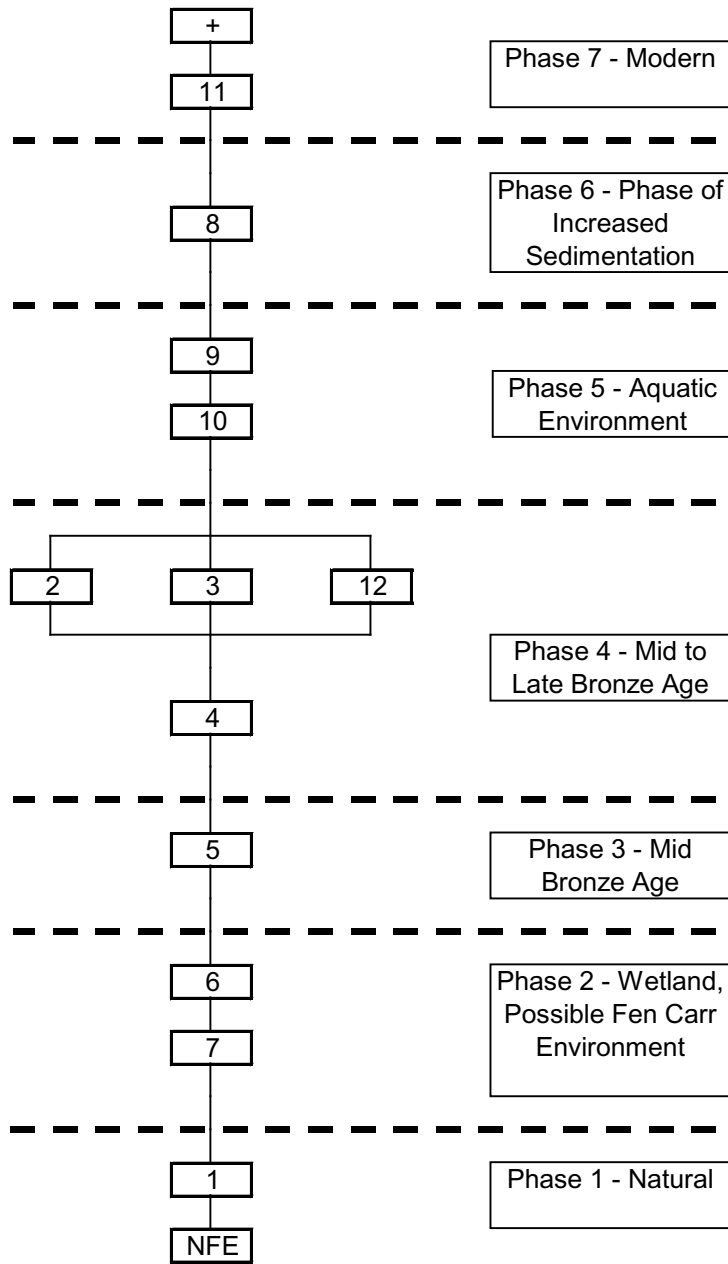 +
Phase 7 - Modern
11
Phase 6 - Phase of
Increased
Sedimentation
8
9
Phase 5 - Aquatic
Environment
10
2 3 12
Phase 4 - Mid to
Late Bronze Age
4
5
Phase 3 - Mid
Bronze Age
6
Phase 2 - Wetland,
Possible Fen Carr
Environment
7
1
Phase 1 - Natural
NFE